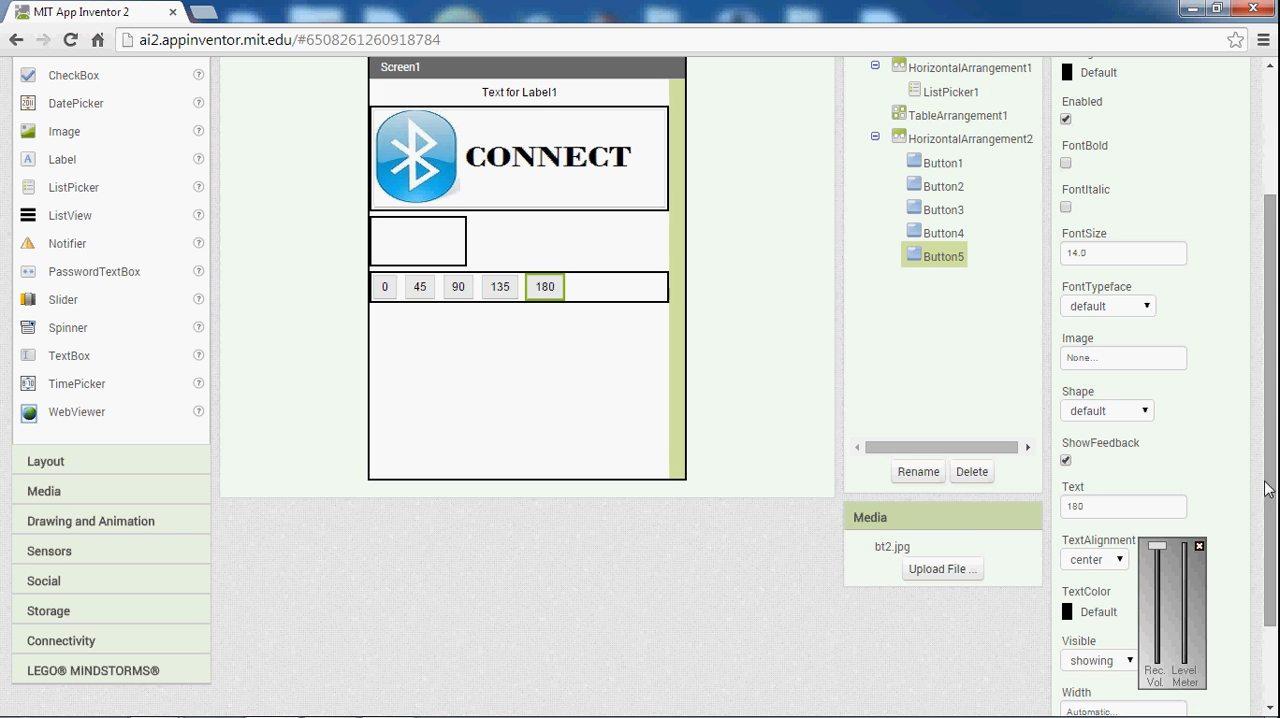 MIT App Inventor 2
ai2.appinventor.mit.edu/#6508261260918784
CheckBox
DatePicker
Image
Label
ListPicker
ListView
Notifier
PasswordTextBox
Slider
Spinner
TextBox
TimePicker
WebViewer
Layout
Media
Drawing and Animation
Sensors
Social
Storage
Connectivity
LEGO® MINDSTORMS®
Screen1
Text for Label1
CONNECT
0 45 90 135 180
HorizontalArrangement1
ListPicker1
TableArrangement1
HorizontalArrangement2
Button1
Button2
Button3
Button4
Button5
Rename Delete
Media
bt2.jpg
Upload File ...
Default
Enabled
FontBold
FontItalic
FontSize
14.0
FontTypeface
default
Image
None...
Shape
default
ShowFeedback
Text
180
TextAlignment
center
TextColor
Default
Visible
showing
Width
Automatic...
Rec. Level
Vol. Meter